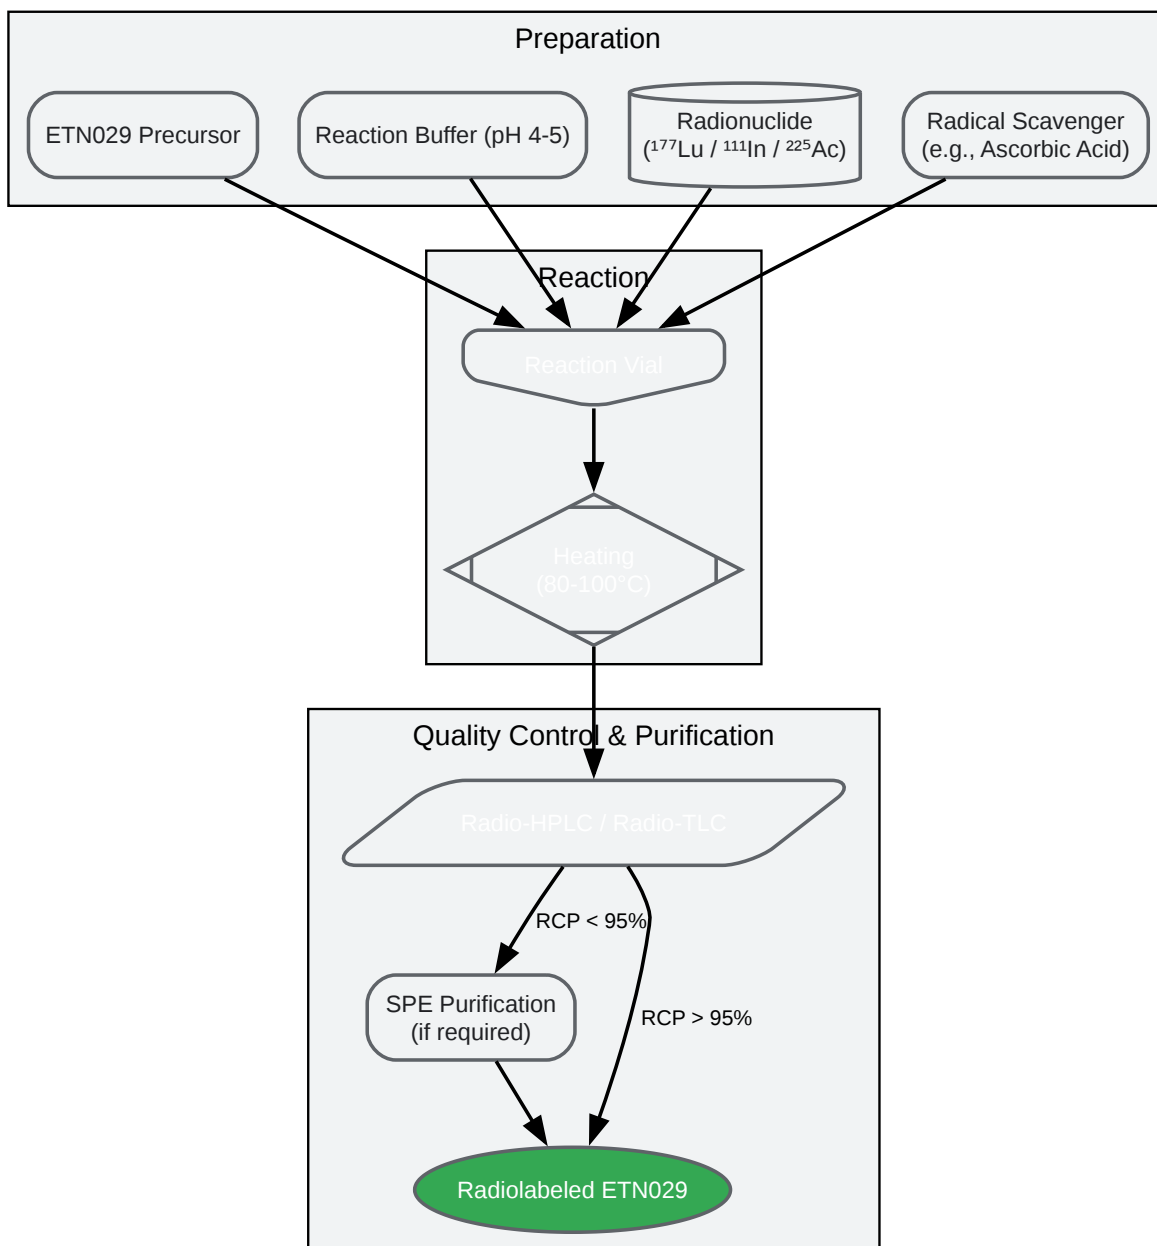 Preparation
ETN029 Precursor
Reaction Buffer (pH 4-5)
Radionuclide
(¹⁷⁷Lu / ¹¹¹In / ²²⁵Ac)
Radical Scavenger
(e.g., Ascorbic Acid)
Reaction
Reaction Vial
Heating
(80-100°C)
Quality Control & Purification
Radio-HPLC / Radio-TLC
RCP < 95%
SPE Purification
(if required)
RCP > 95%
Radiolabeled ETN029